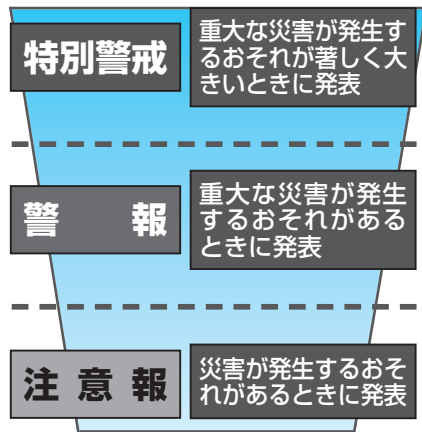 特別警戒
重大な災害が発生す
るおそれが著しく大
きいときに発表
警報
重大な災害が発生
するおそれがある
ときに発表
注意報
災害が発生するおそ
れがあるときに発表